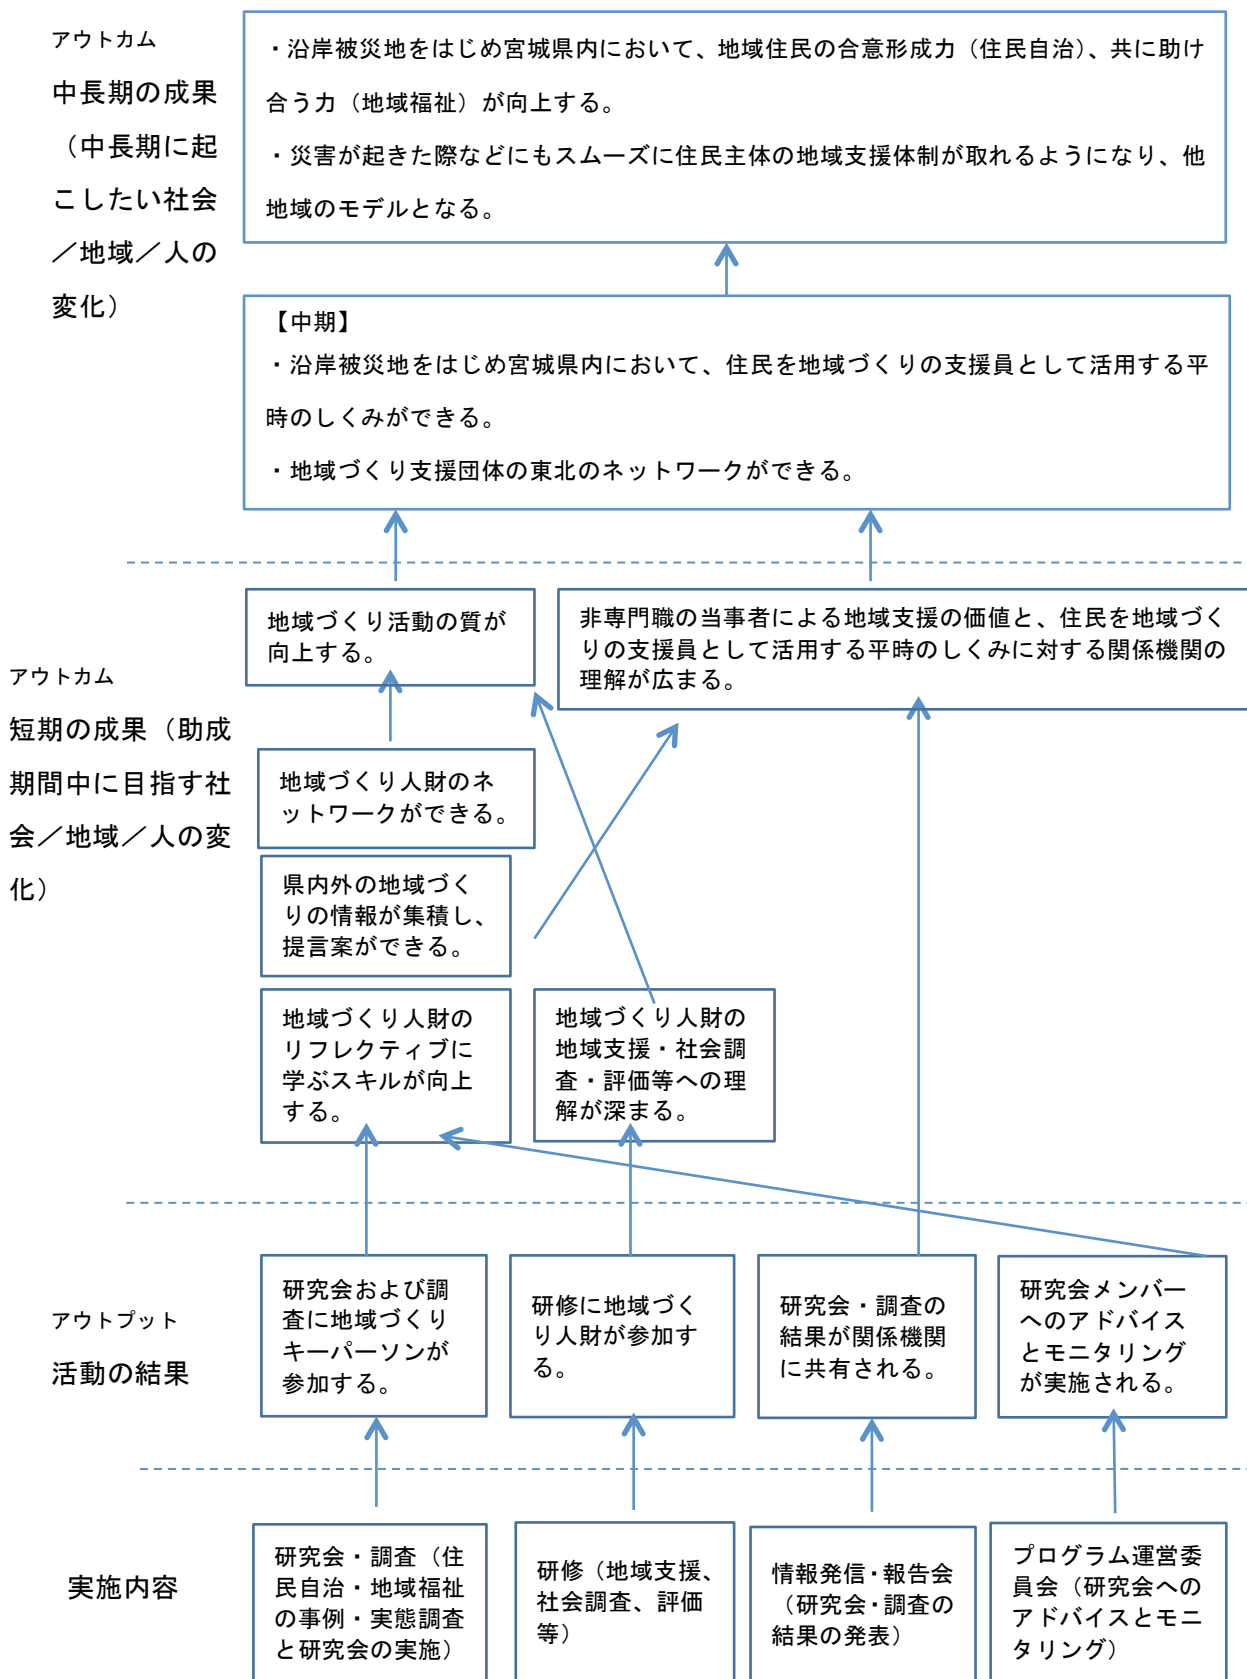 アウトカム
中長期の成果
（中長期に起
こしたい社会
／地域／人の
変化）
・沿岸被災地をはじめ宮城県内において、地域住民の合意形成力（住民自治）、共に助け
合う力（地域福祉）が向上する。
・災害が起きた際などにもスムーズに住民主体の地域支援体制が取れるようになり、他
地域のモデルとなる。
【中期】
・沿岸被災地をはじめ宮城県内において、住民を地域づくりの支援員として活用する平
時のしくみができる。
・地域づくり支援団体の東北のネットワークができる。
アウトカム
短期の成果（助成
期間中に目指す社
会／地域／人の変
化）
地域づくり活動の質が
向上する。
非専門職の当事者による地域支援の価値と、住民を地域づく
りの支援員として活用する平時のしくみに対する関係機関の
理解が広まる。
地域づくり人財のネ
ットワークができる。
県内外の地域づく
りの情報が集積し、
提言案ができる。
地域づくり人財の
リフレクティブに
学ぶスキルが向上
する。
地域づくり人財の
地域支援・社会調
査・評価等への理
解が深まる。
アウトプット
活動の結果
研究会および調
査に地域づくり
キーパーソンが
参加する。
研修に地域づく
り人財が参加す
る。
研究会・調査の
結果が関係機関
に共有される。
研究会メンバー
へのアドバイス
とモニタリング
が実施される。
実施内容
研究会・調査（住
民自治・地域福祉
の事例・実態調査
と研究会の実施）
研修（地域支援、
社会調査、評価
等）
情報発信・報告会
（研究会・調査の
結果の発表）
プログラム運営委
員会（研究会への
アドバイスとモニ
タリング）